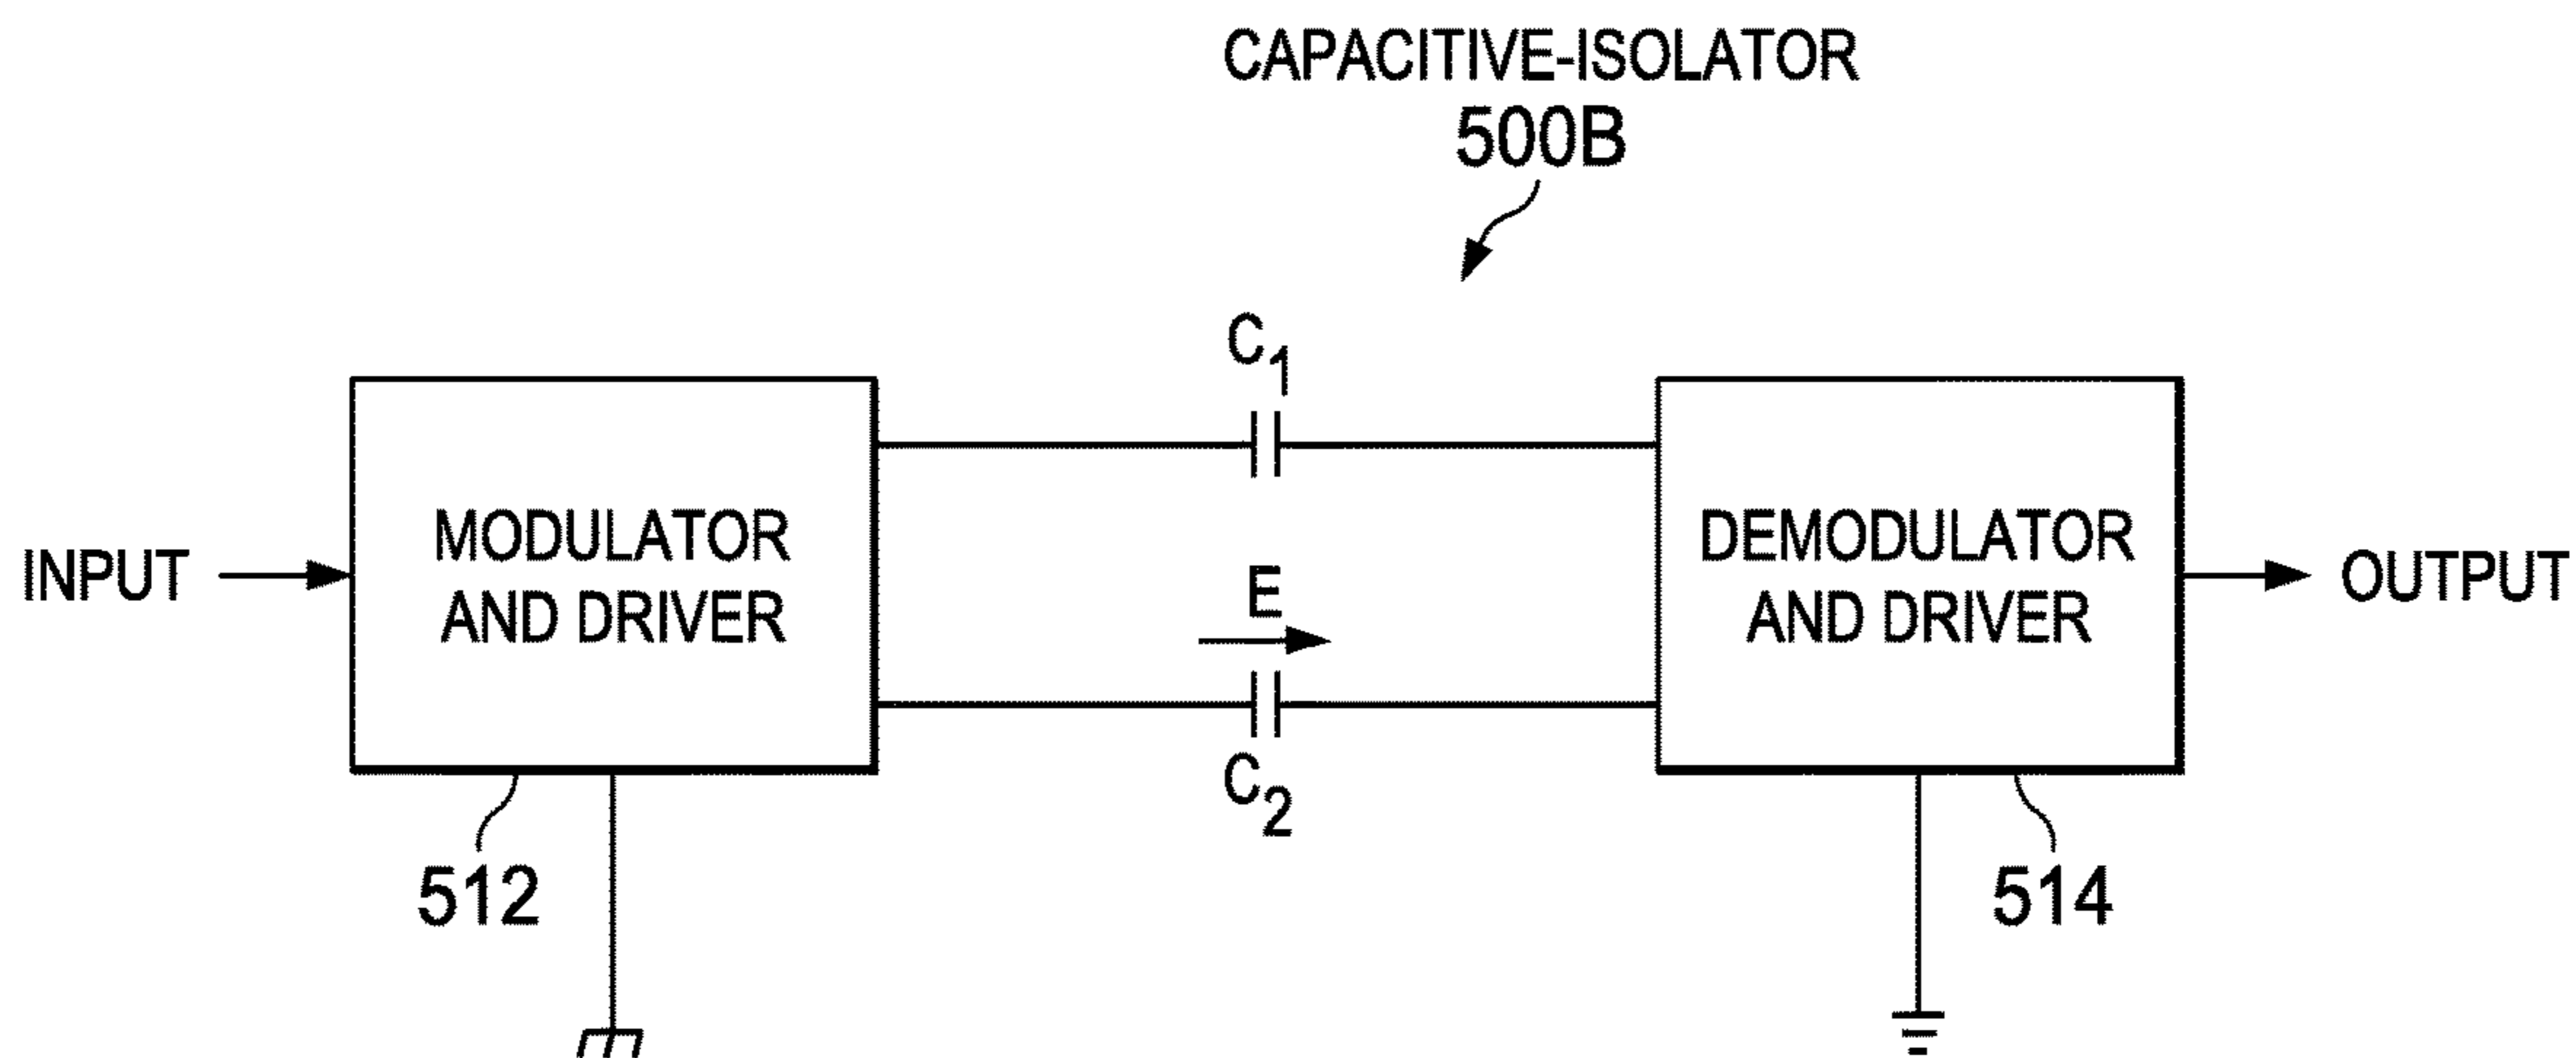 CAPACITIVE-ISOLATOR
500B
C1
INPUT
MODULATOR
AND DRIVER
E
DEMODULATOR
AND DRIVER
OUTPUT
C2
512
514